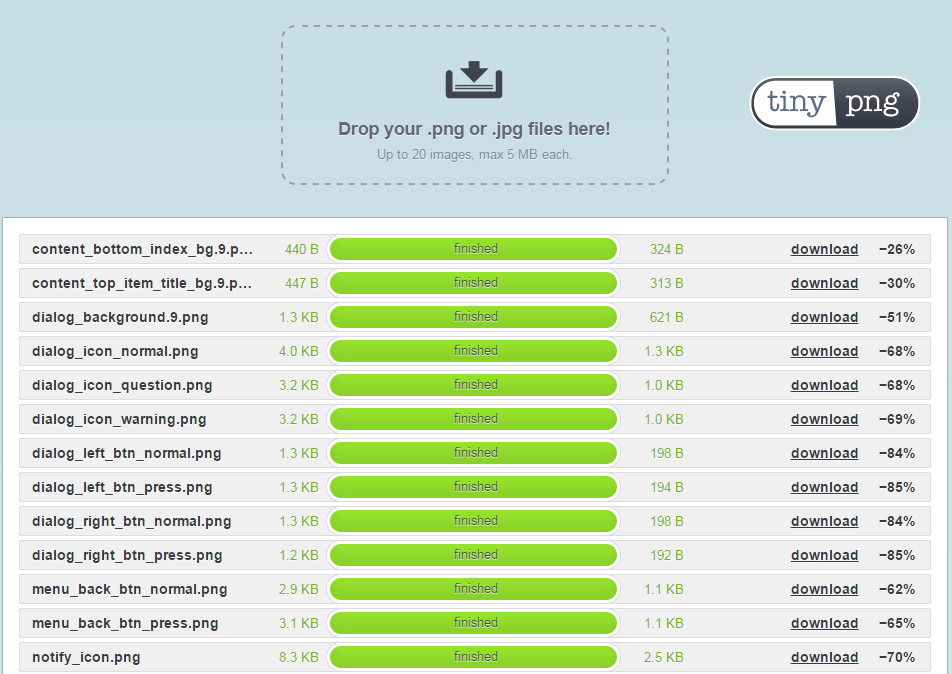 tiny png
Drop your .png or .jpg files here!
Up to 20 images, max 5 MB each.
content_bottom_index_bg.9.p... 440 B finished 324 B download −26%
content_top_item_title_bg.9.p... 447 B finished 313 B download −30%
dialog_background.9.png 1.3 KB finished 621 B download −51%
dialog_icon_normal.png 4.0 KB finished 1.3 KB download −68%
dialog_icon_question.png 3.2 KB finished 1.0 KB download −68%
dialog_icon_warning.png 3.2 KB finished 1.0 KB download −69%
dialog_left_btn_normal.png 1.3 KB finished 198 B download −84%
dialog_left_btn_press.png 1.3 KB finished 194 B download −85%
dialog_right_btn_normal.png 1.3 KB finished 198 B download −84%
dialog_right_btn_press.png 1.2 KB finished 192 B download −85%
menu_back_btn_normal.png 2.9 KB finished 1.1 KB download −62%
menu_back_btn_press.png 3.1 KB finished 1.1 KB download −65%
notify_icon.png 8.3 KB finished 2.5 KB download −70%